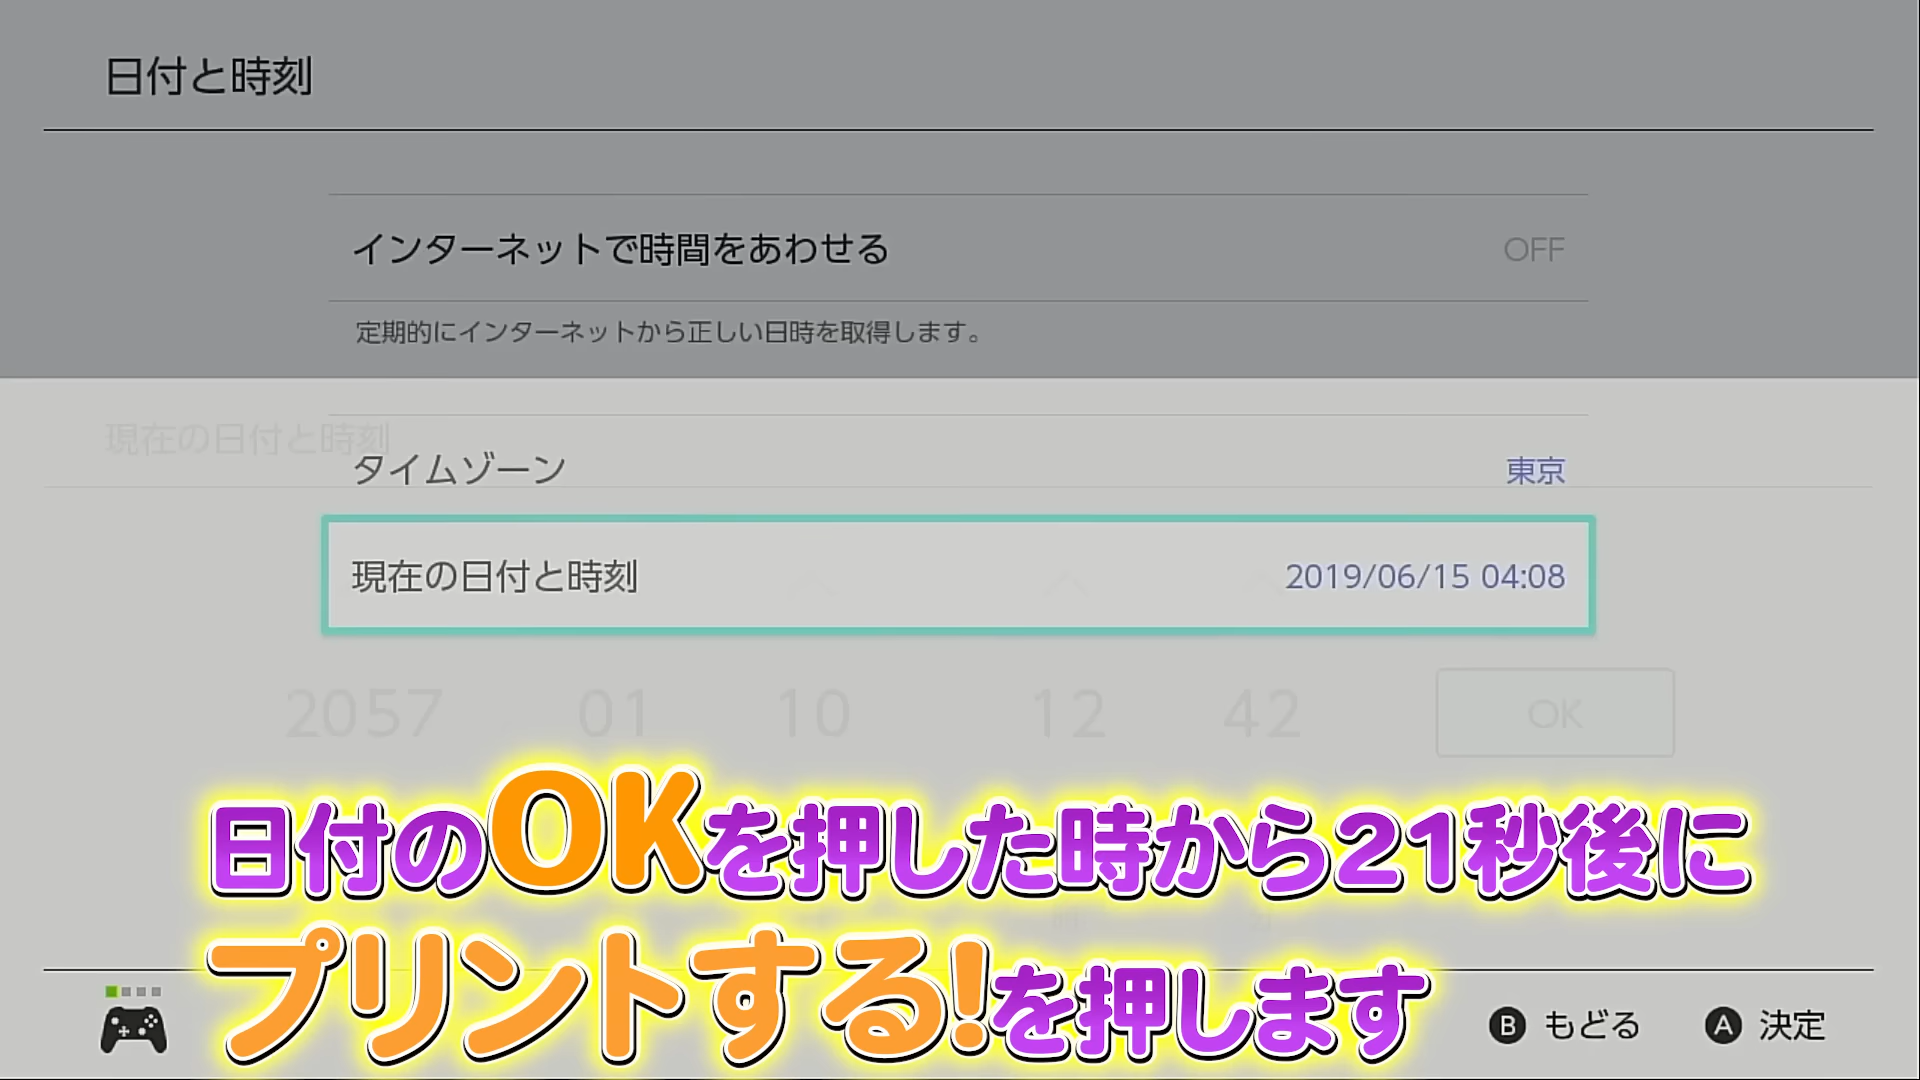 日付と時刻
インターネットで時間をあわせる OFF
定期的にインターネットから正しい日時を取得します。
現在の日付と時刻
タイムゾーン 東京
現在の日付と時刻 2019/06/15 04:08
2057 01 10 12 42 OK
日付のOKを押した時から21秒後に
プリントする!を押します
B もどる A 決定